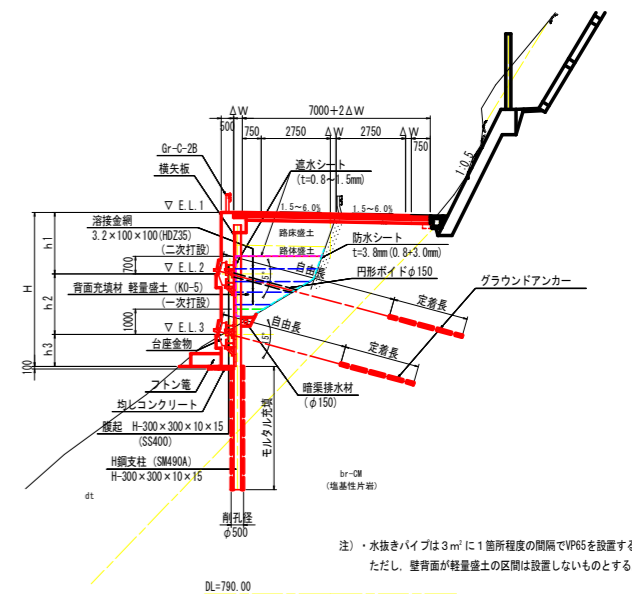 ΔW
7000+2ΔW
500
750
2750
ΔW
2750
ΔW
750
1:0.5
Gr-C-2B
横矢板
遮水シート
(t=0.8~1.5mm)
▽ E.L.1
1.5~6.0%
1.5~6.0%
溶接金網
3.2×100×100(HDZ35)
(二次打設)
路床盛土
路体盛土
防水シート
t=3.8mm(0.8+3.0mm)
h1
700
▽ E.L.2
自由長
15°
円形ボイドφ150
グラウンドアンカー
H
背面充填材 軽量盛土 (KO-5)
(一次打設)
定着長
h2
1000
▽ E.L.3
自由長
15°
定着長
台座金物
h3
100
フトン篭
暗渠排水材
(φ150)
均しコンクリート
腹起 H-300×300×10×15
(SS400)
モルタル充填
H鋼支柱 (SM490A)
H-300×300×10×15
br-CM
(塩基性片岩)
dt
削孔径
φ500
注) ・水抜きパイプは3㎡に1箇所程度の間隔でVP65を設置する
ただし、壁背面が軽量盛土の区間は設置しないものとする
DL=790.00